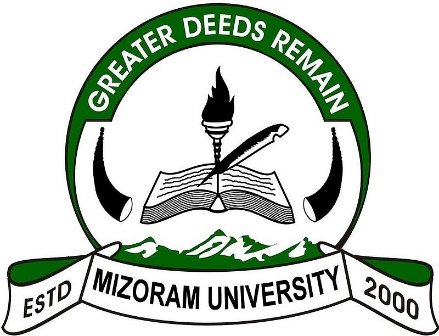 GREATER DEEDS REMAIN
ESTD MIZORAM UNIVERSITY 2000